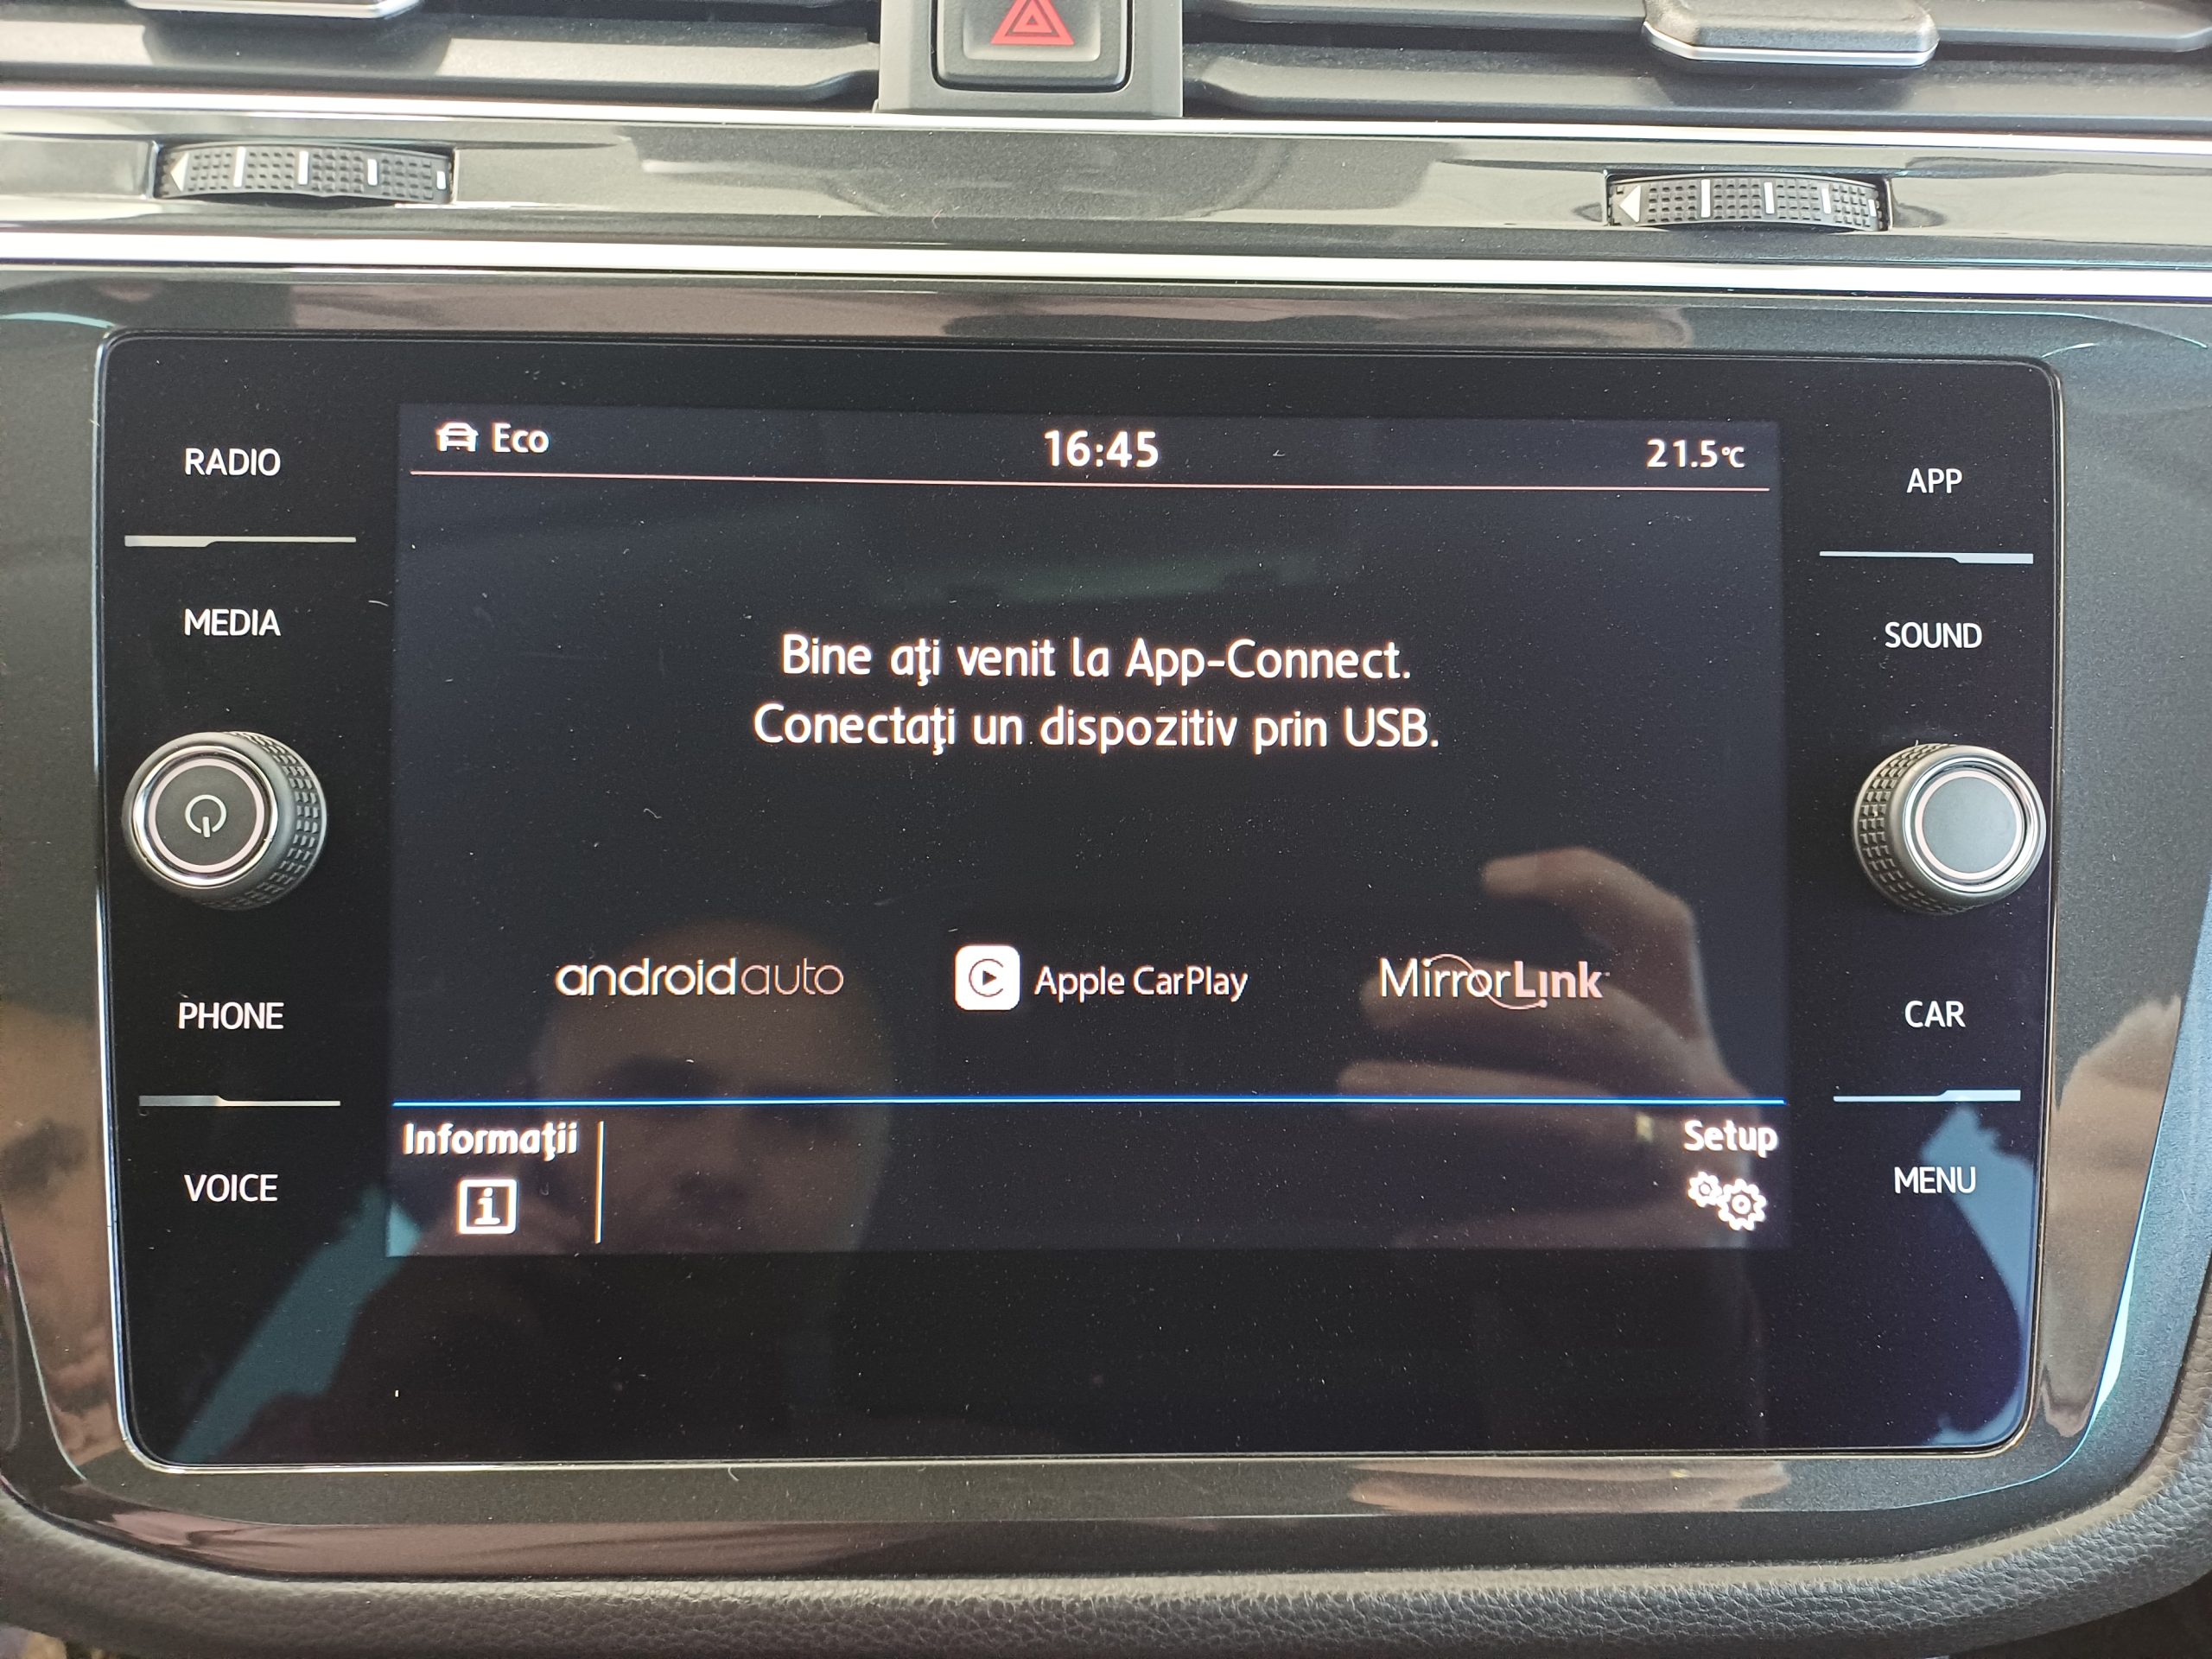 RADIO
MEDIA
PHONE
VOICE
Eco
16:45
21.5°C
Bine aţi venit la App-Connect.
Conectaţi un dispozitiv prin USB.
androidauto
Apple CarPlay
MirrorLink
Informaţii
Setup
APP
SOUND
CAR
MENU